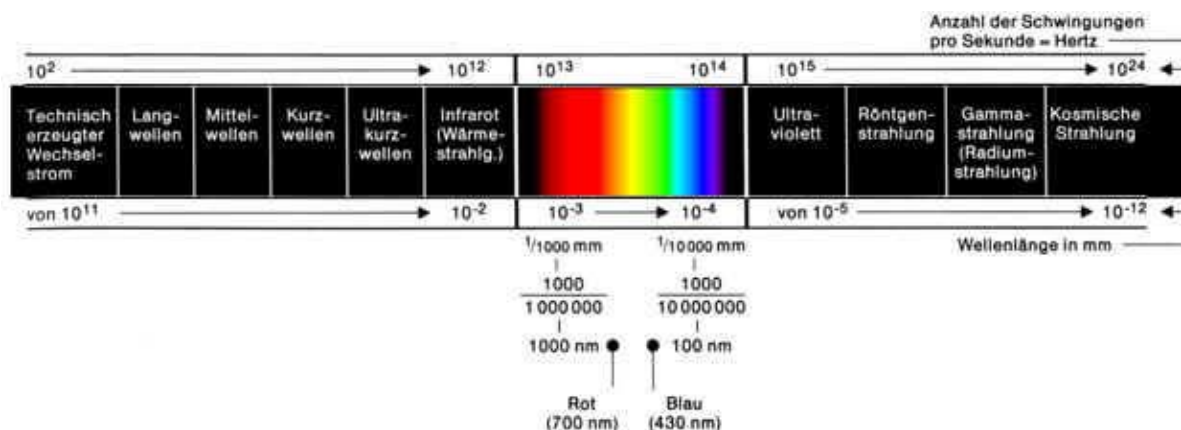 Anzahl der Schwingungen
pro Sekunde = Hertz
10² 10¹² 10¹³ 10¹⁴ 10¹⁵ 10²⁴
Technisch
erzeugter
Wechsel-
strom
Lang-
wellen
Mittel-
wellen
Kurz-
wellen
Ultra-
kurz-
wellen
Infrarot
(Wärme-
strahlg.)
Ultra-
violett
Röntgen-
strahlung
Gamma-
strahlung
(Radium-
strahlung)
Kosmische
Strahlung
von 10¹¹ 10⁻² 10⁻³ 10⁻⁴ von 10⁻⁵ 10⁻¹²
Wellenlänge in mm
1/1000 mm
1000
1 000 000
1000 nm
1/10 000 mm
1000
10 000 000
100 nm
Rot
(700 nm)
Blau
(430 nm)